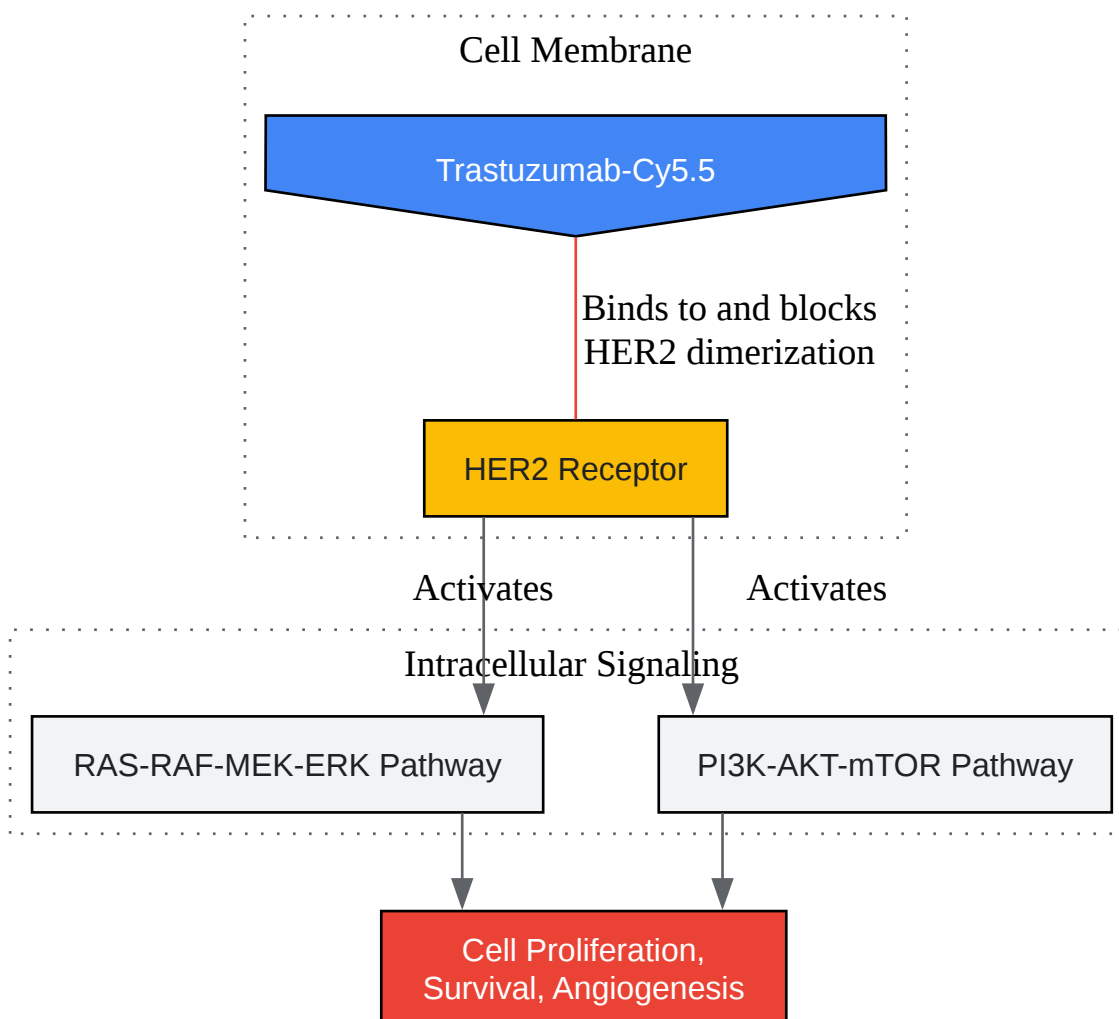 Cell Membrane
Trastuzumab-Cy5.5
Binds to and blocks
HER2 dimerization
HER2 Receptor
Activates
Activates
Intracellular Signaling
RAS-RAF-MEK-ERK Pathway
PI3K-AKT-mTOR Pathway
Cell Proliferation,
Survival, Angiogenesis